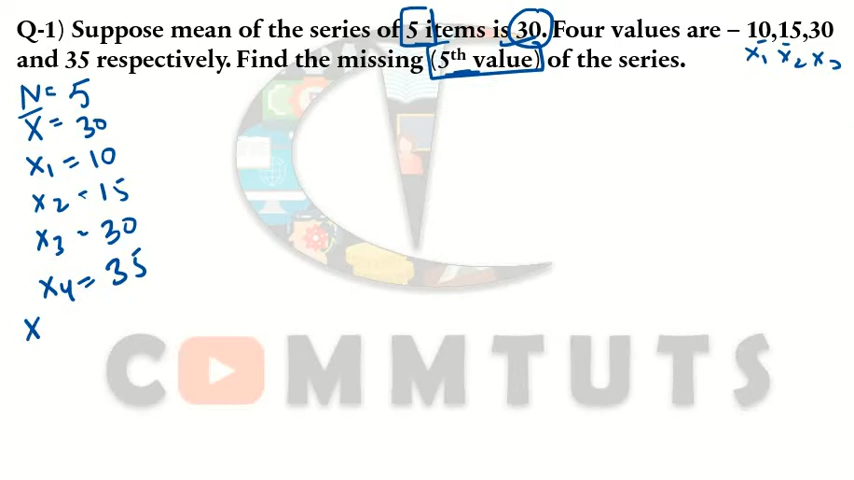 Q-1) Suppose mean of the series of 5 items is 30. Four values are – 10,15,30
and 35 respectively. Find the missing (5th value) of the series.
x1 x2 x3
N = 5
X̅ = 30
x1 = 10
x2 = 15
x3 = 30
x4 = 35
x
COMMTUTS